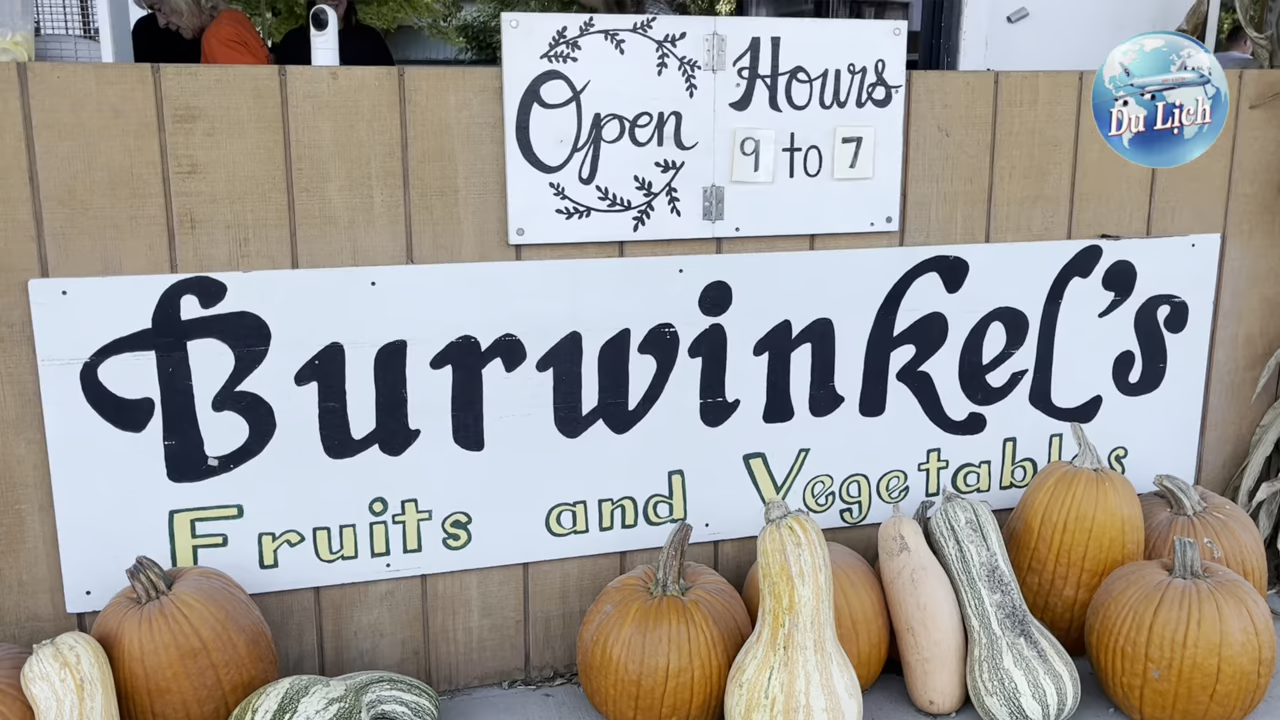 Open
Hours
9 to 7
Du Lịch
Burwinkel's
Fruits and Vegetables